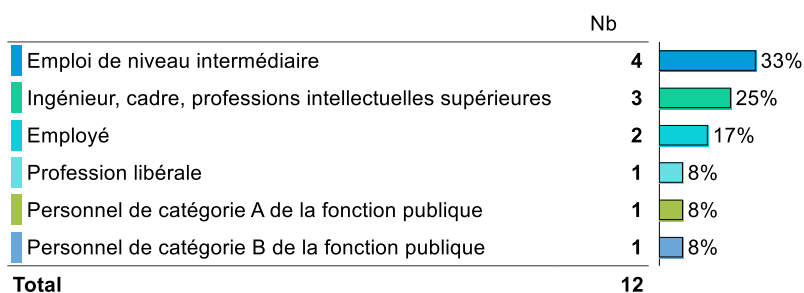 Nb
Emploi de niveau intermédiaire 4 33%
Ingénieur, cadre, professions intellectuelles supérieures 3 25%
Employé 2 17%
Profession libérale 1 8%
Personnel de catégorie A de la fonction publique 1 8%
Personnel de catégorie B de la fonction publique 1 8%
Total 12